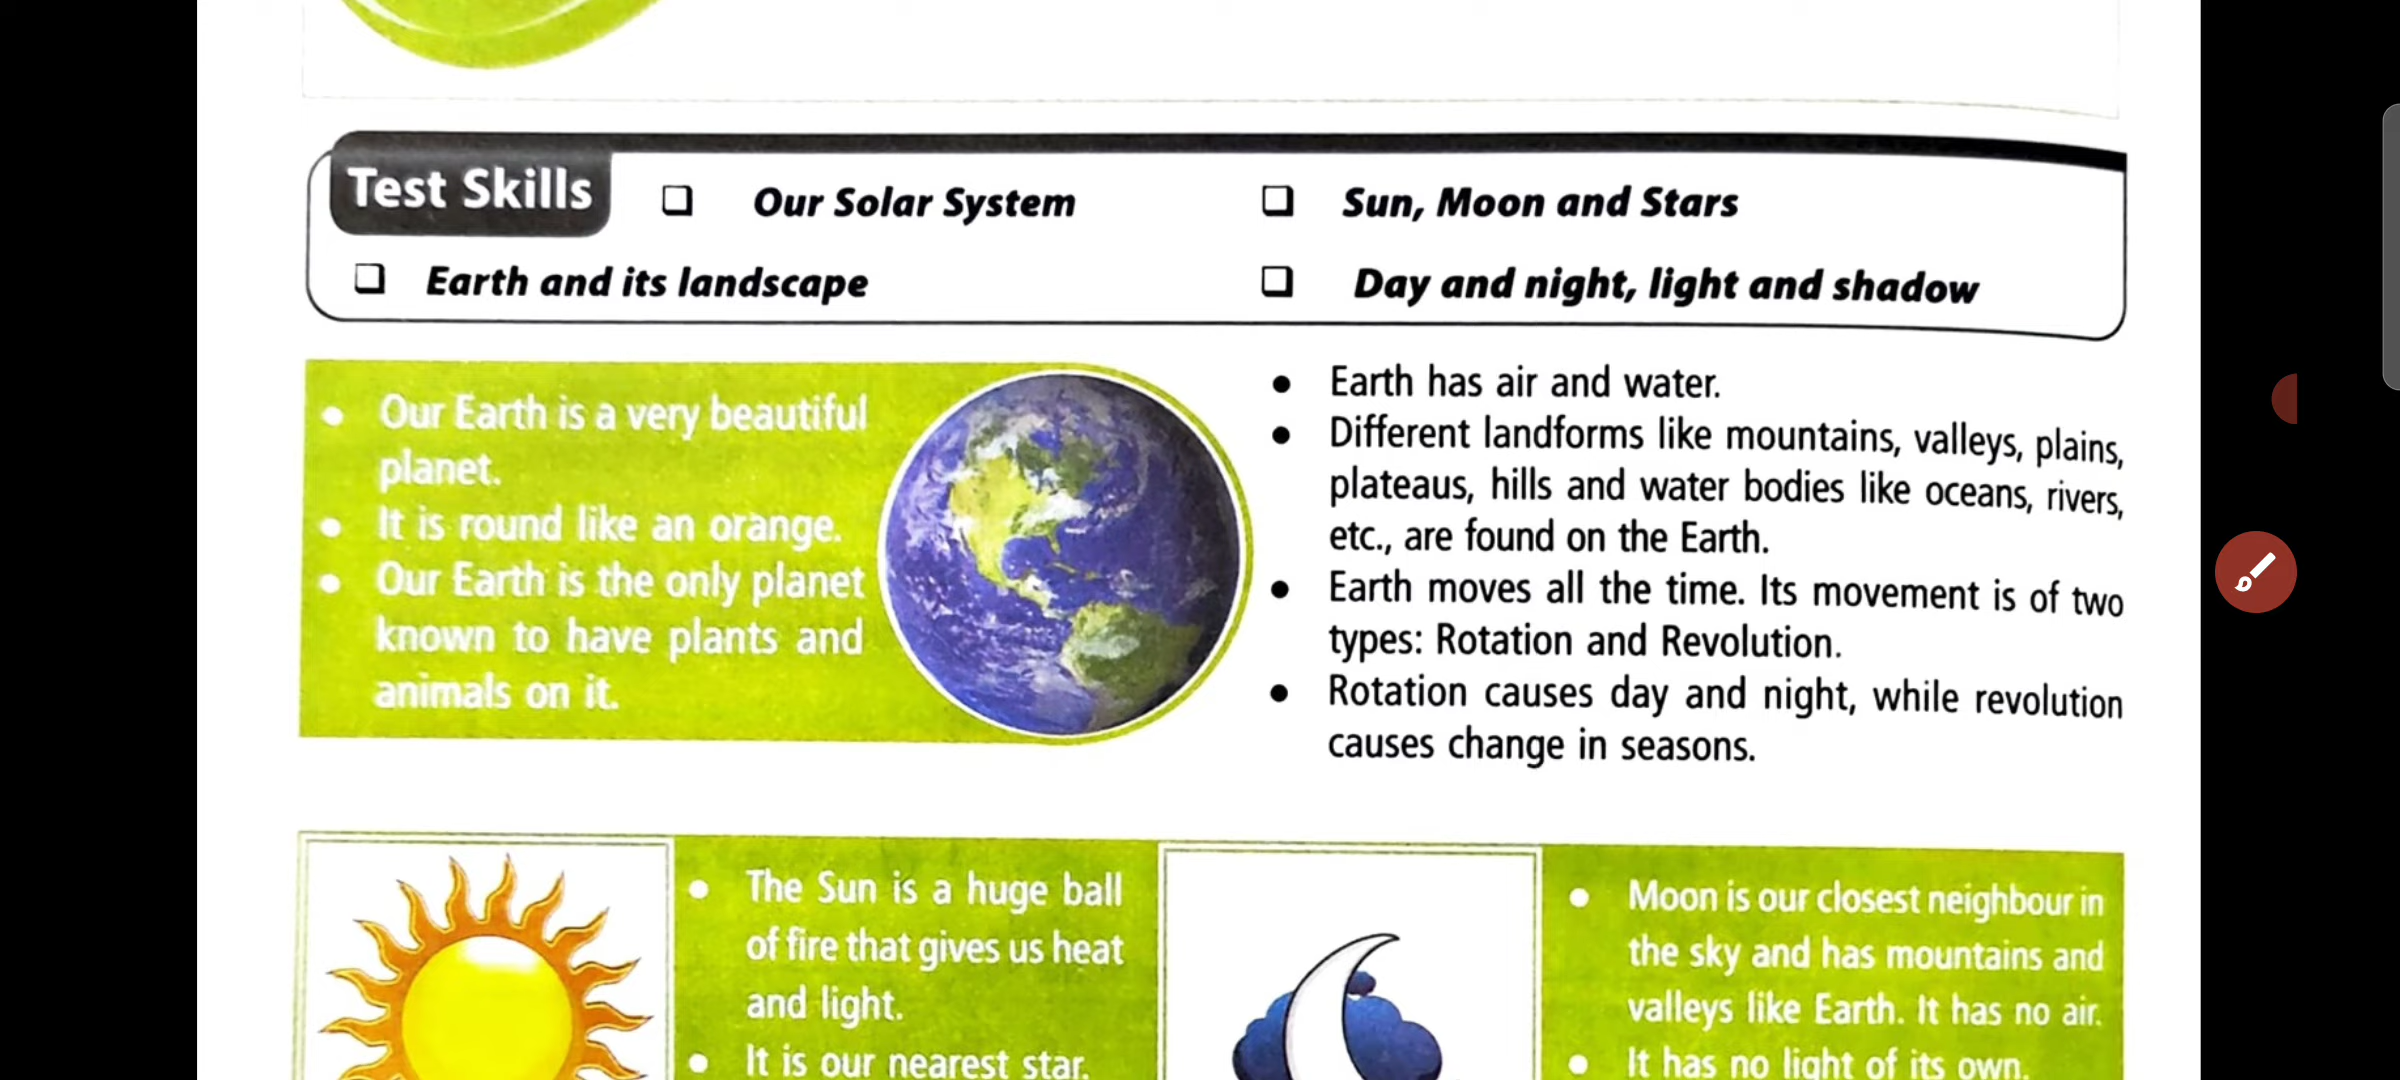 Test Skills
❑ Our Solar System
❑ Sun, Moon and Stars
❑ Earth and its landscape
❑ Day and night, light and shadow
• Our Earth is a very beautiful
planet.
• It is round like an orange.
• Our Earth is the only planet
known to have plants and
animals on it.
• Earth has air and water.
• Different landforms like mountains, valleys, plains,
plateaus, hills and water bodies like oceans, rivers,
etc., are found on the Earth.
• Earth moves all the time. Its movement is of two
types: Rotation and Revolution.
• Rotation causes day and night, while revolution
causes change in seasons.
• The Sun is a huge ball
of fire that gives us heat
and light.
• It is our nearest star.
• Moon is our closest neighbour in
the sky and has mountains and
valleys like Earth. It has no air.
• It has no light of its own.